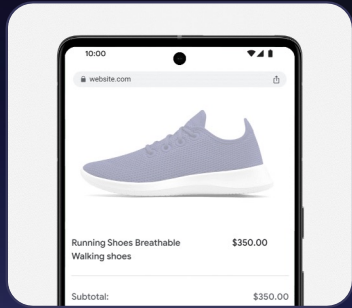 10:00
website.com
Running Shoes Breathable $350.00
Walking shoes
Subtotal: $350.00